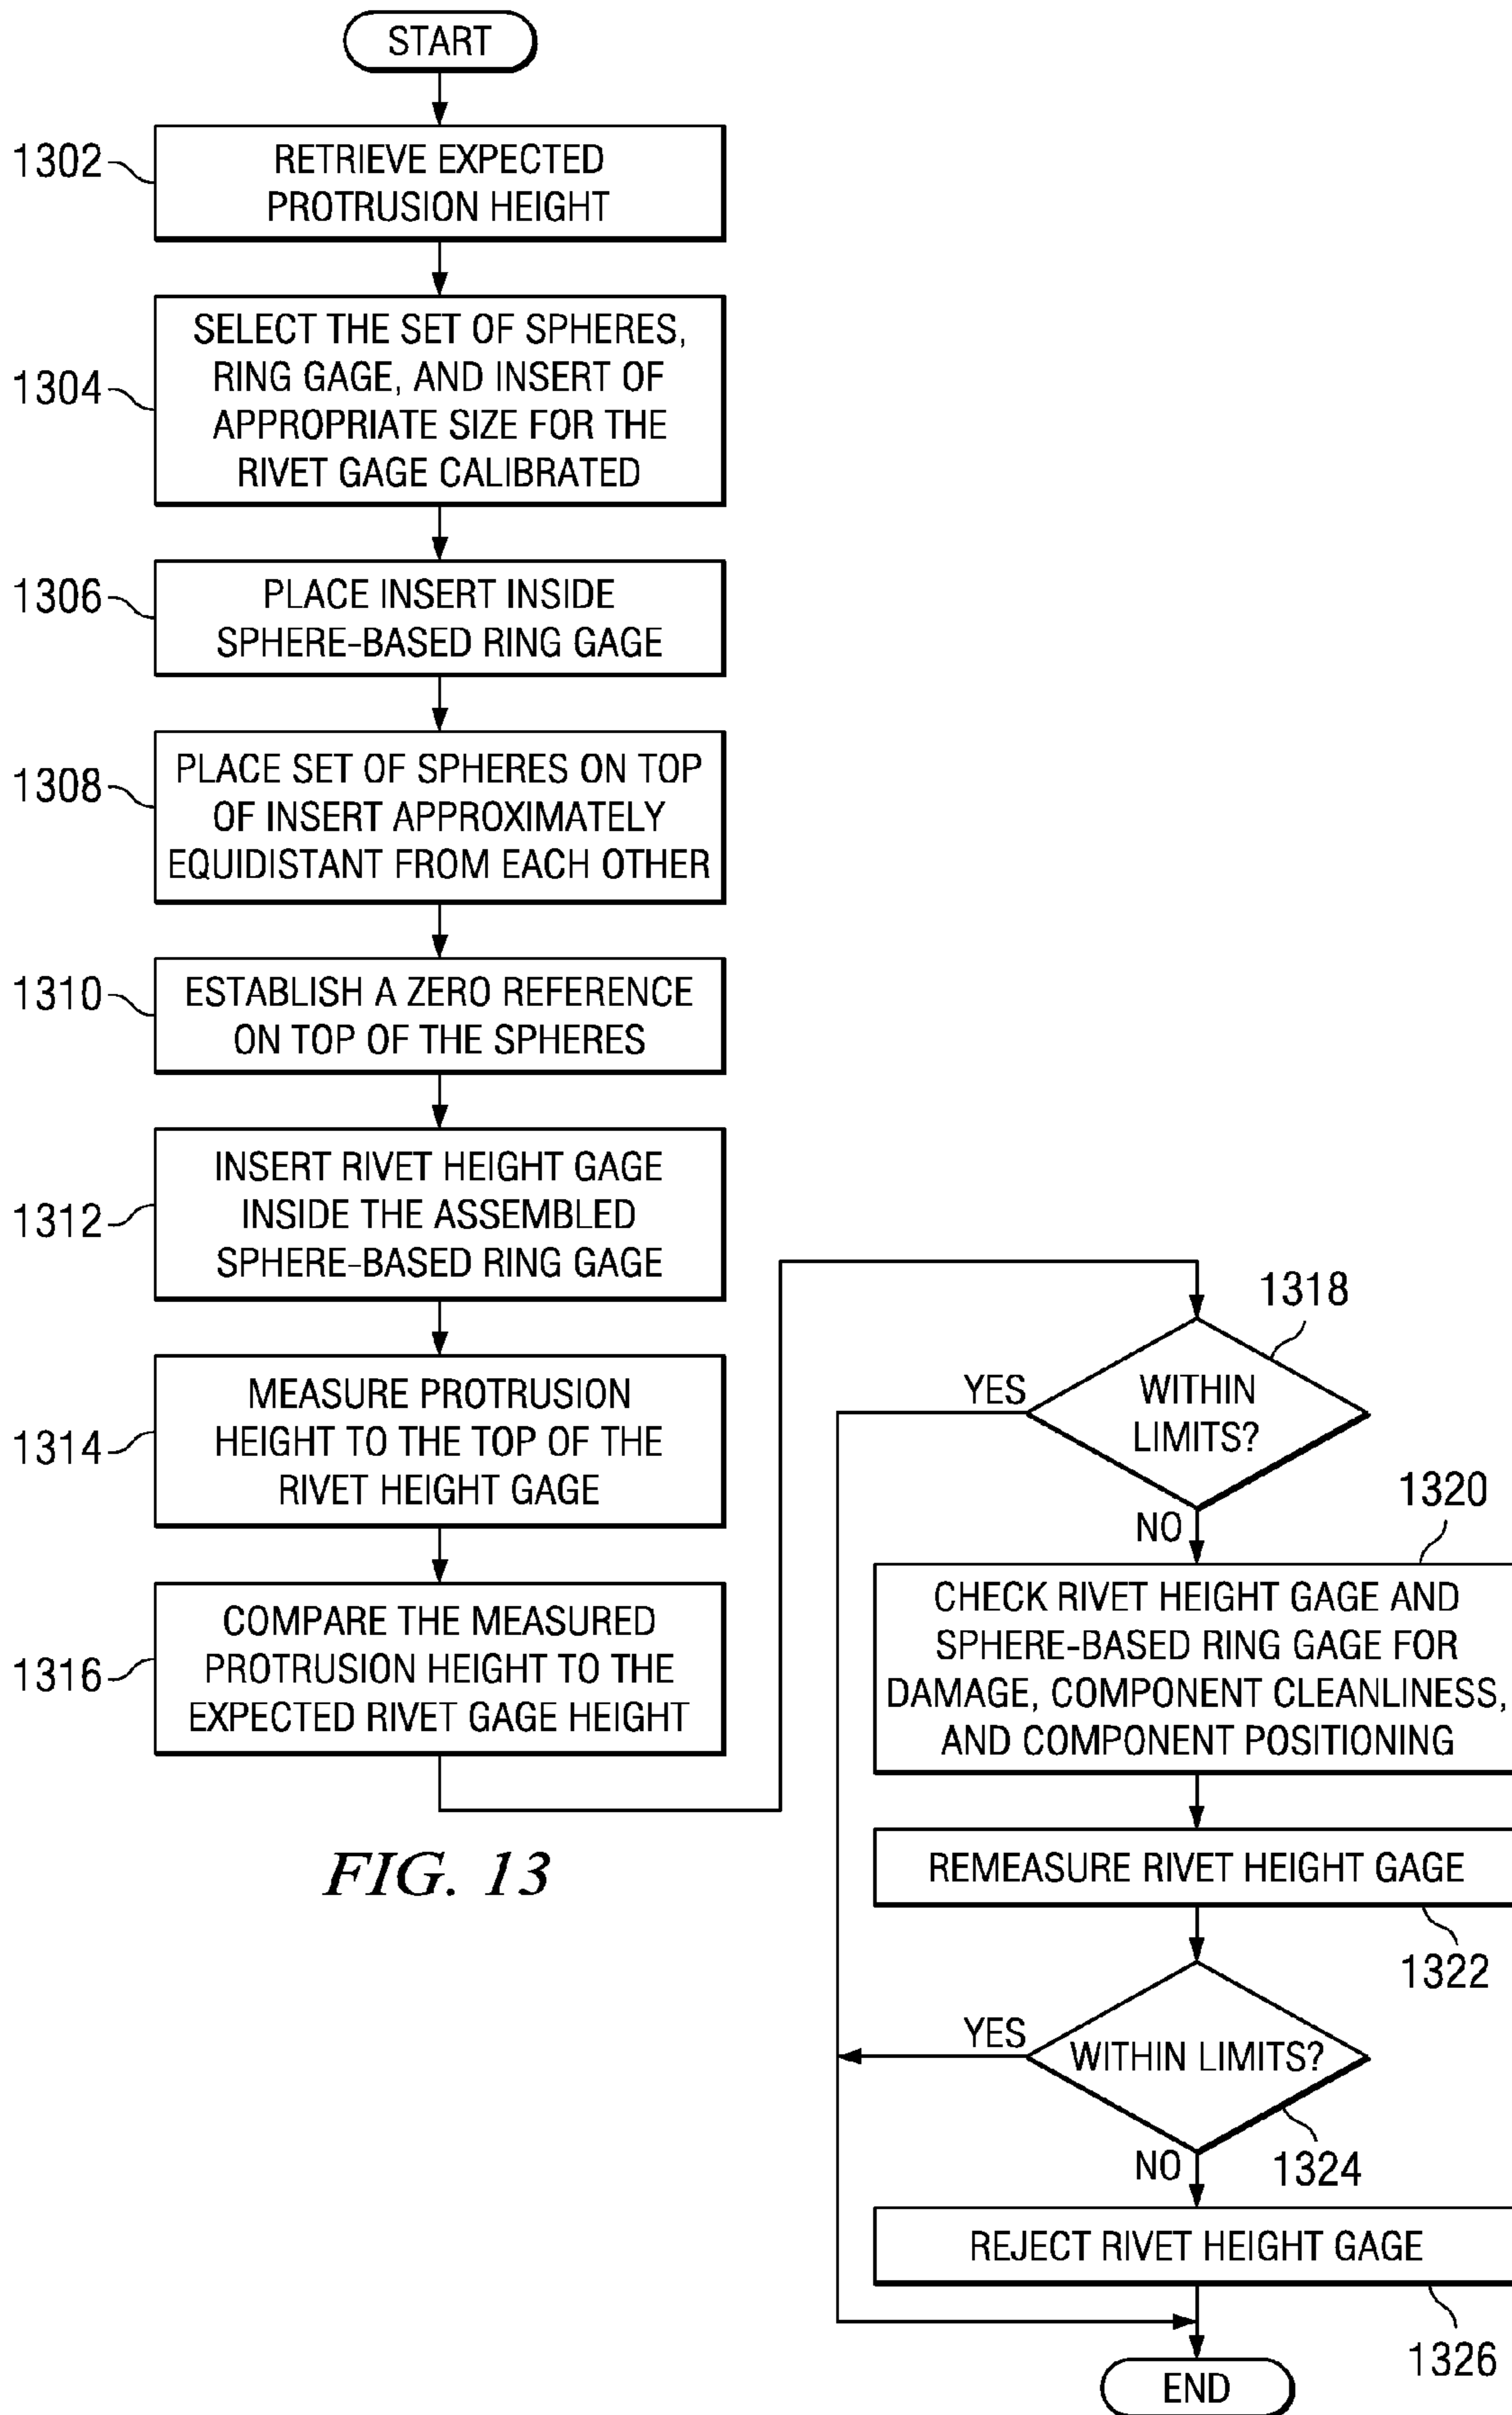 START
1302
RETRIEVE EXPECTED
PROTRUSION HEIGHT
1304
SELECT THE SET OF SPHERES,
RING GAGE, AND INSERT OF
APPROPRIATE SIZE FOR THE
RIVET GAGE CALIBRATED
1306
PLACE INSERT INSIDE
SPHERE-BASED RING GAGE
1308
PLACE SET OF SPHERES ON TOP
OF INSERT APPROXIMATELY
EQUIDISTANT FROM EACH OTHER
1310
ESTABLISH A ZERO REFERENCE
ON TOP OF THE SPHERES
1312
INSERT RIVET HEIGHT GAGE
INSIDE THE ASSEMBLED
SPHERE-BASED RING GAGE
1314
MEASURE PROTRUSION
HEIGHT TO THE TOP OF THE
RIVET HEIGHT GAGE
1316
COMPARE THE MEASURED
PROTRUSION HEIGHT TO THE
EXPECTED RIVET GAGE HEIGHT
1318
WITHIN
LIMITS?
YES
NO
1320
CHECK RIVET HEIGHT GAGE AND
SPHERE-BASED RING GAGE FOR
DAMAGE, COMPONENT CLEANLINESS,
AND COMPONENT POSITIONING
REMEASURE RIVET HEIGHT GAGE
1322
YES
WITHIN LIMITS?
NO
1324
REJECT RIVET HEIGHT GAGE
1326
END
FIG. 13